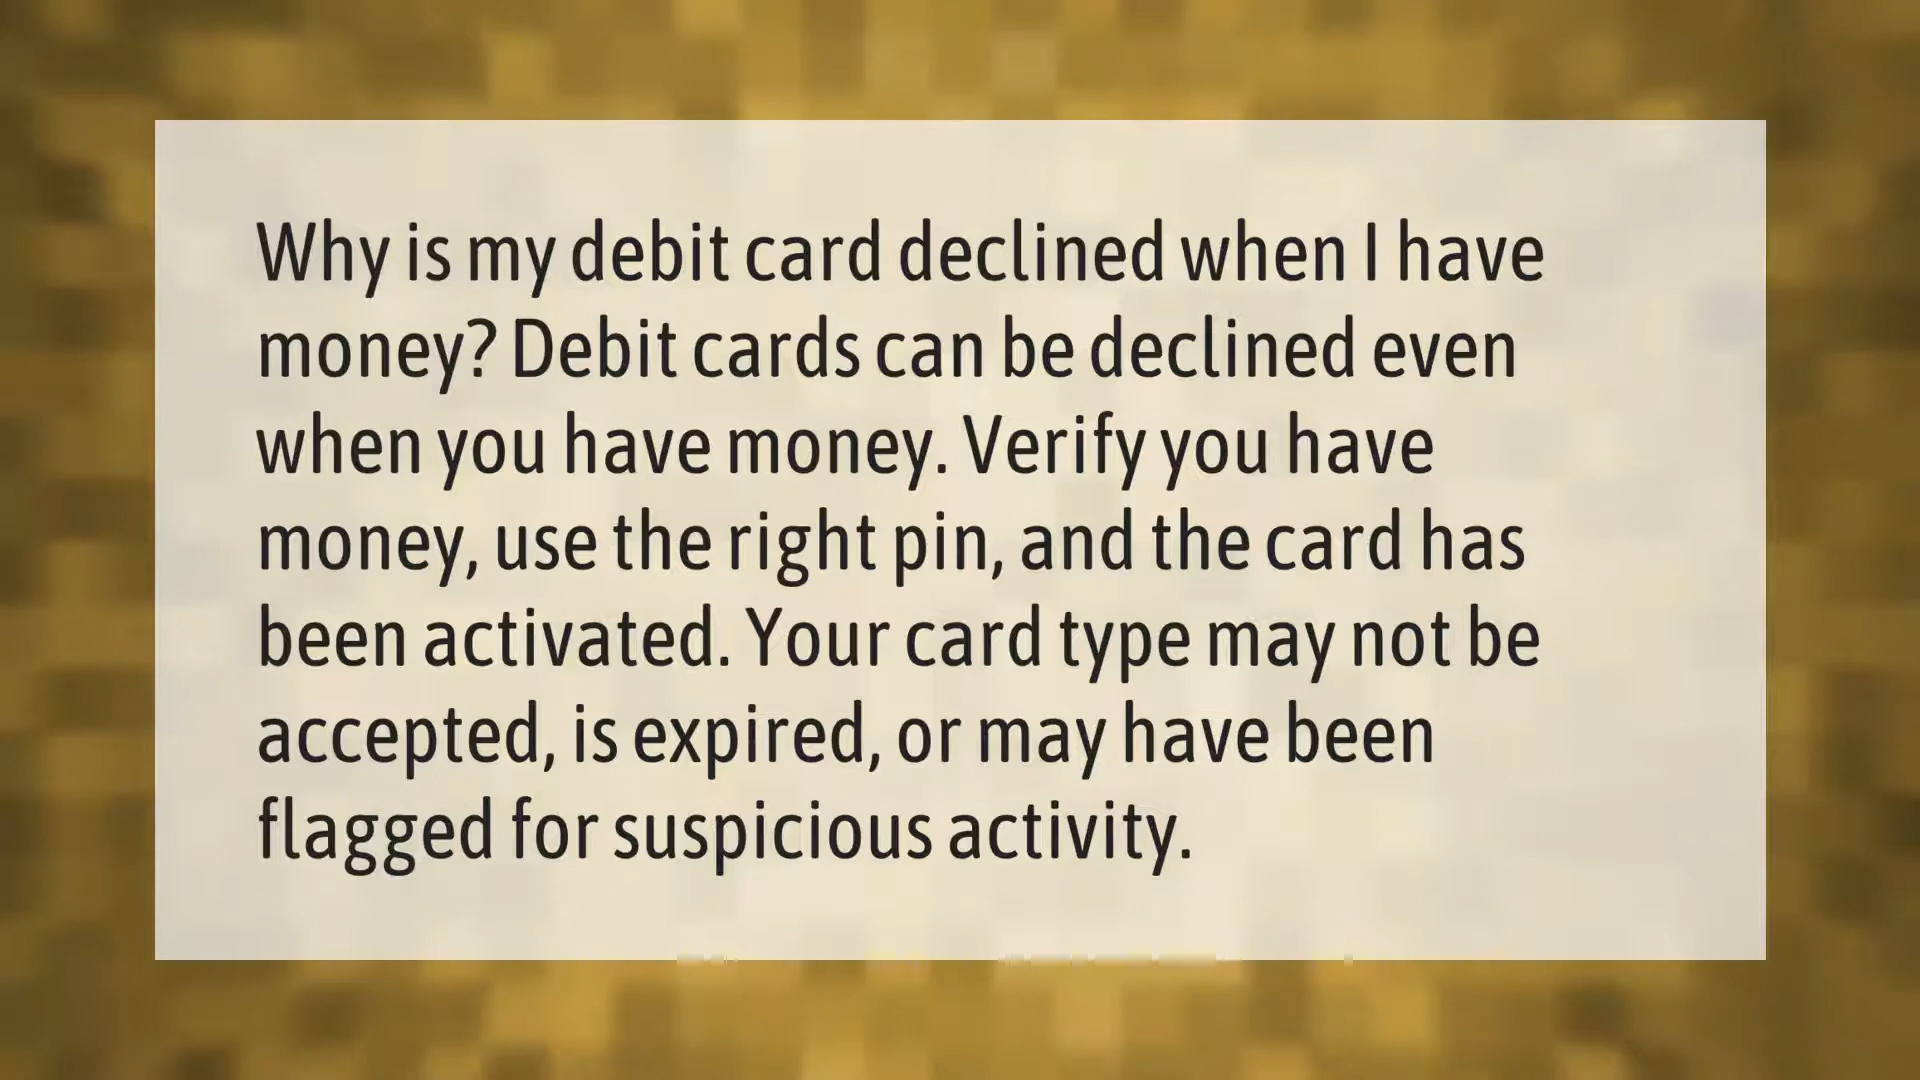 Why is my debit card declined when I have
money? Debit cards can be declined even
when you have money. Verify you have
money, use the right pin, and the card has
been activated. Your card type may not be
accepted, is expired, or may have been
flagged for suspicious activity.